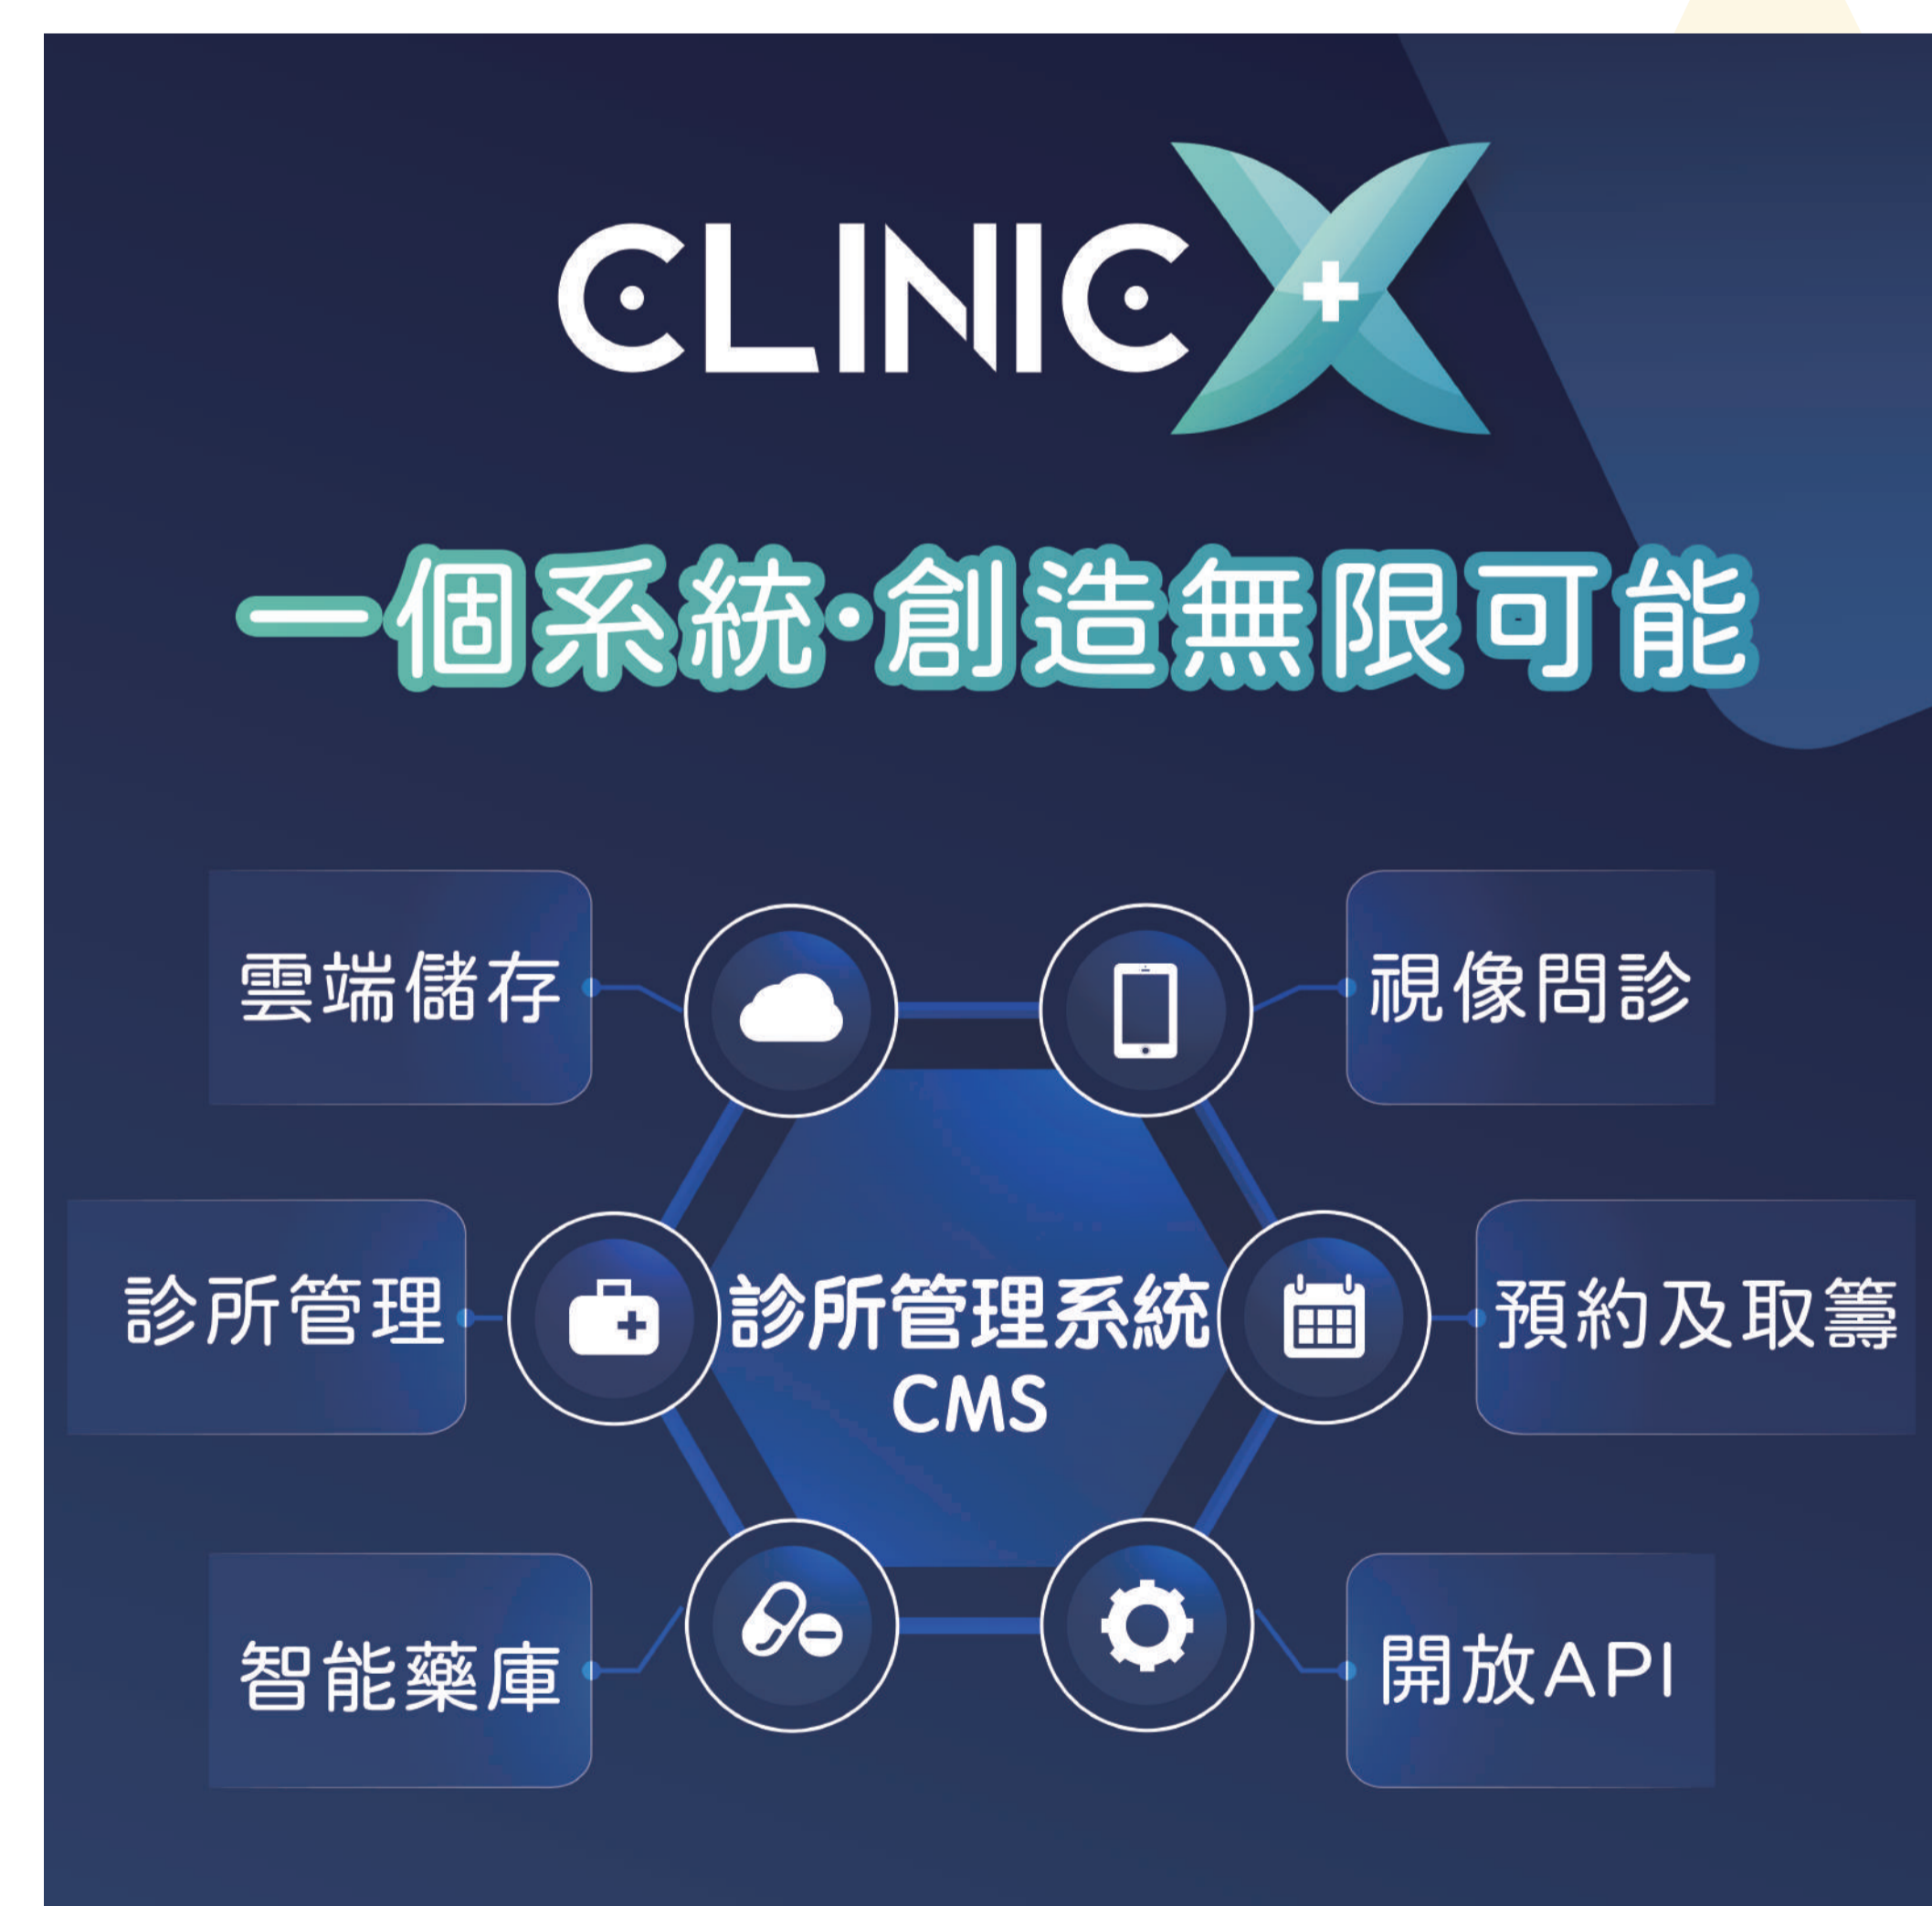 CLINIC X
一個系統·創造無限可能
雲端儲存
視像問診
診所管理
診所管理系統
CMS
預約及取籌
智能藥庫
開放API